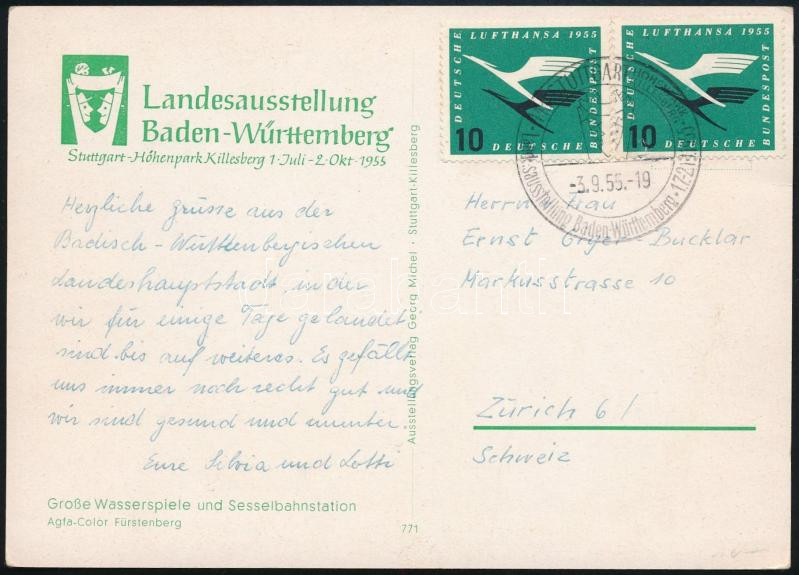 Landesausstellung
Baden-Württemberg
Stuttgart-Höhenpark Killesberg 1·Juli-2·Okt·1955
Herzliche Grüsse aus der
Badisch-Württenbergischen
Landeshauptstadt, in der
wir für einige Tage gelandet
sind bis auf weiteres. Es gefällt
uns immer noch recht gut und
wir sind gesund und munter.
Eure Silvia und Lotti
Große Wasserspiele und Sesselbahnstation
Agfa-Color Fürstenberg
771
Ausstellungsverlag Georg Michel · Stuttgart-Killesberg
DEUTSCHE LUFTHANSA 1955
10
DEUTSCHE BUNDESPOST
DEUTSCHE LUFTHANSA 1955
10
DEUTSCHE BUNDESPOST
-3.9.55.-19
Baden-Württemberg
Herrn Frau
Ernst - Bucklar
Markusstrasse 10
Zürich 6/
Schweiz